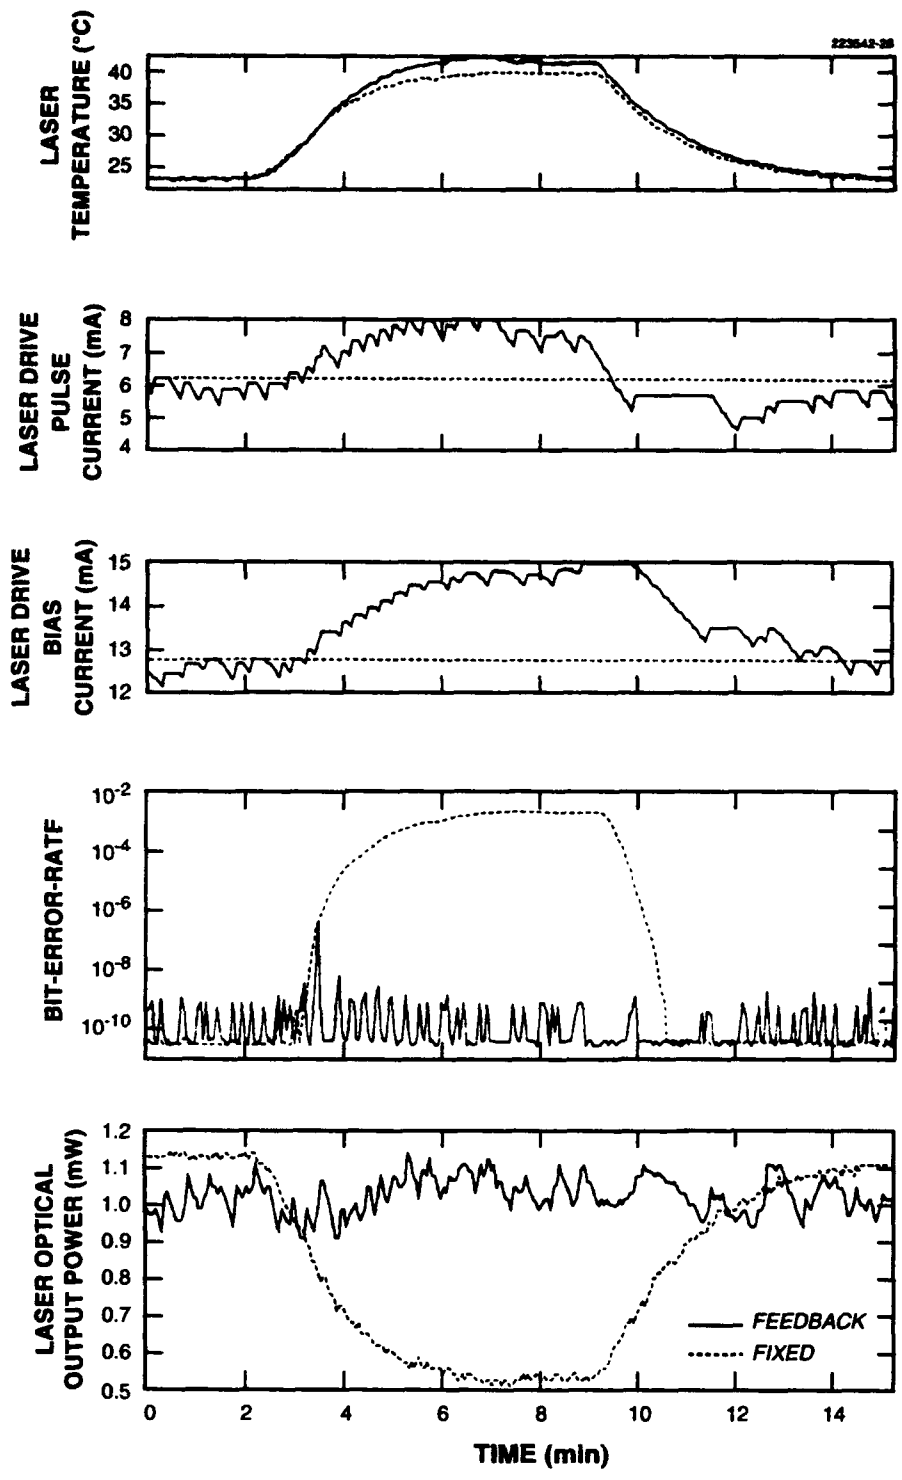 223542-28
LASER
TEMPERATURE (°C)
40
35
30
25
LASER DRIVE
PULSE
CURRENT (mA)
8
7
6
5
4
LASER DRIVE
BIAS
CURRENT (mA)
15
14
13
12
BIT-ERROR-RATE
10-2
10-4
10-6
10-8
10-10
LASER OPTICAL
OUTPUT POWER (mW)
1.2
1.1
1.0
0.9
0.8
0.7
0.6
0.5
FEEDBACK
FIXED
0 2 4 6 8 10 12 14
TIME (min)